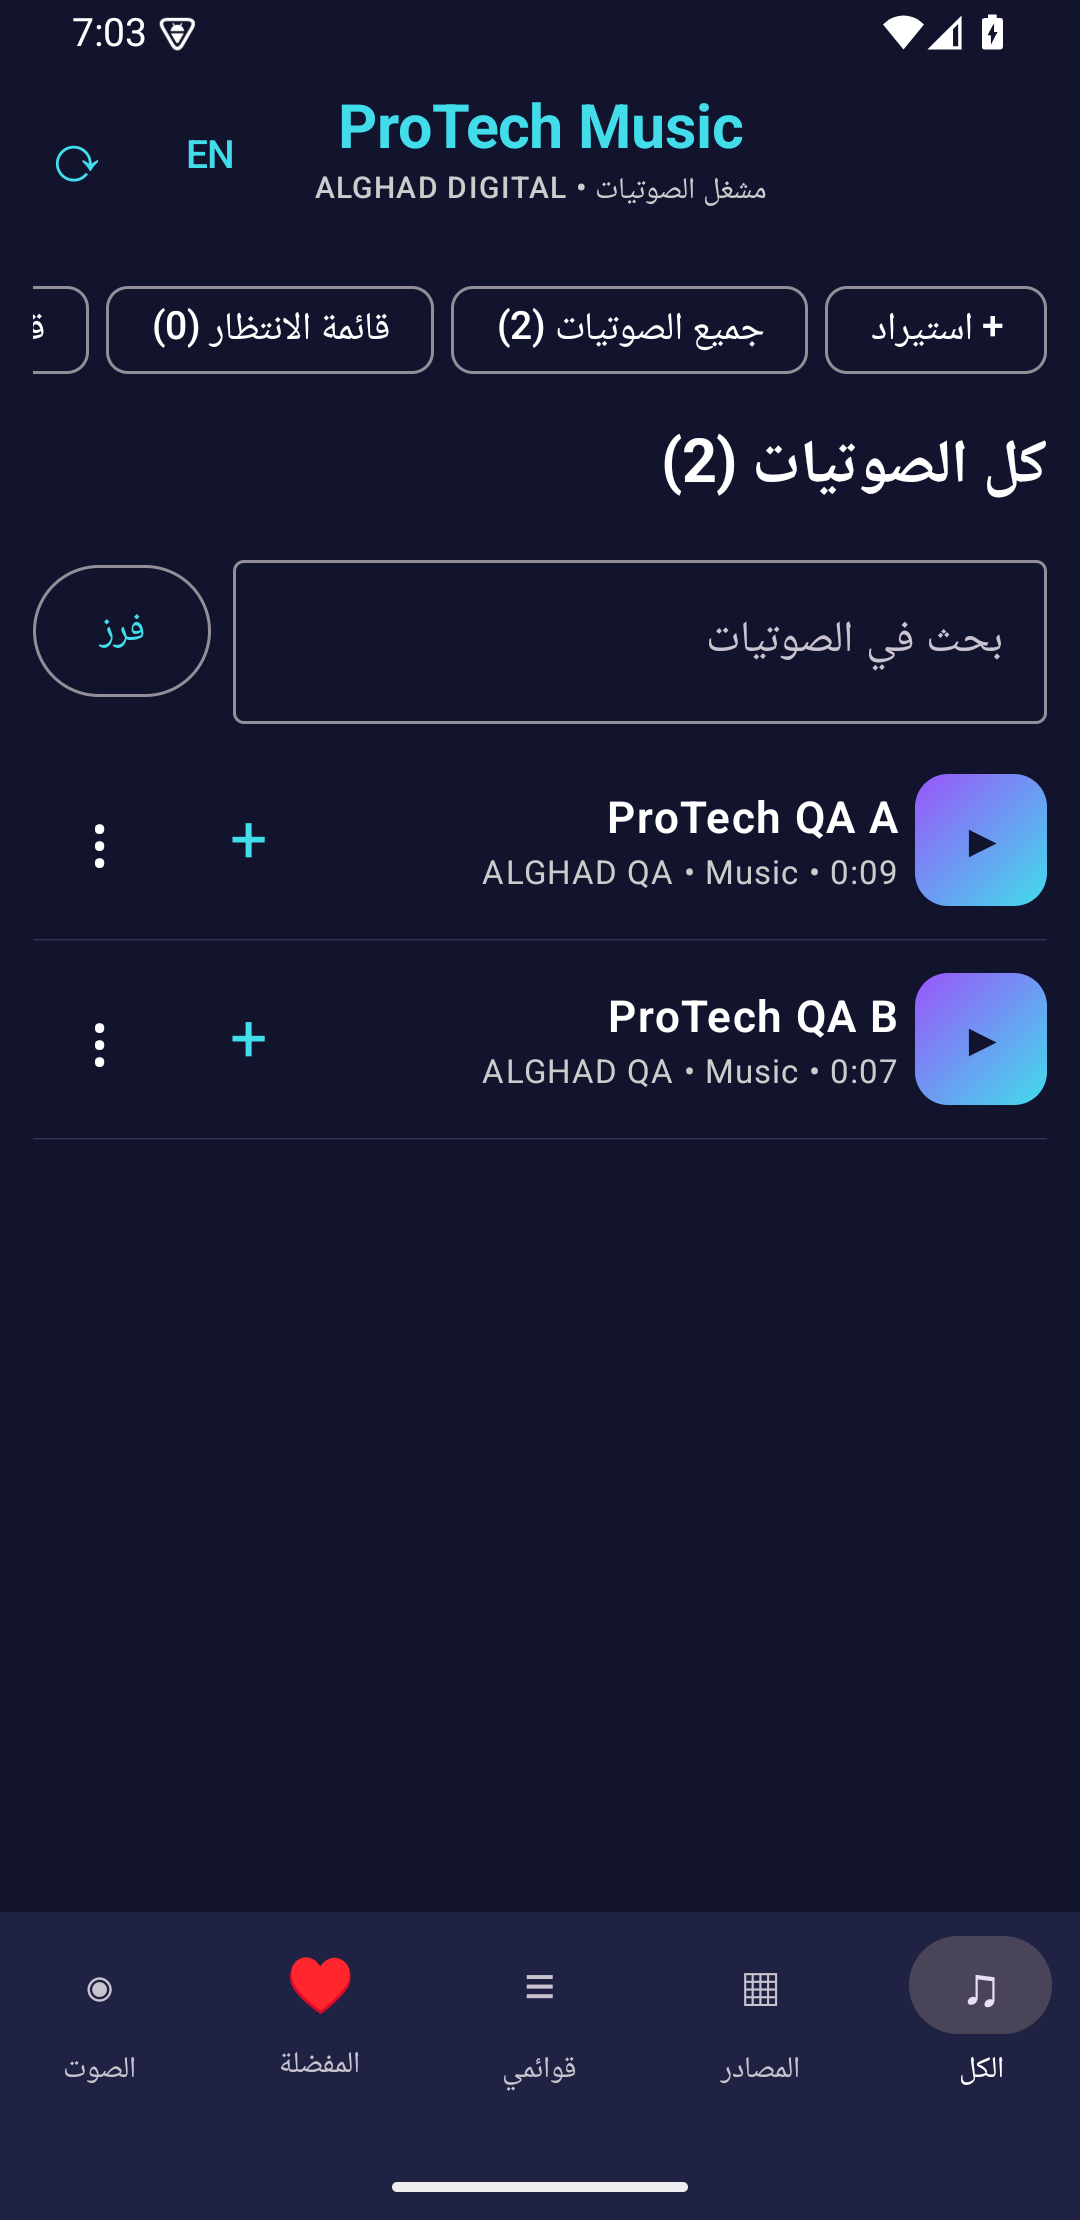 7:03
ProTech Music
EN
ALGHAD DIGITAL • مشغل الصوتيات
+ استيراد
جميع الصوتيات (2)
قائمة الانتظار (0)
كل الصوتيات (2)
بحث في الصوتيات
فرز
ProTech QA A
ALGHAD QA • Music • 0:09
ProTech QA B
ALGHAD QA • Music • 0:07
الكل
المصادر
قوائمي
المفضلة
الصوت